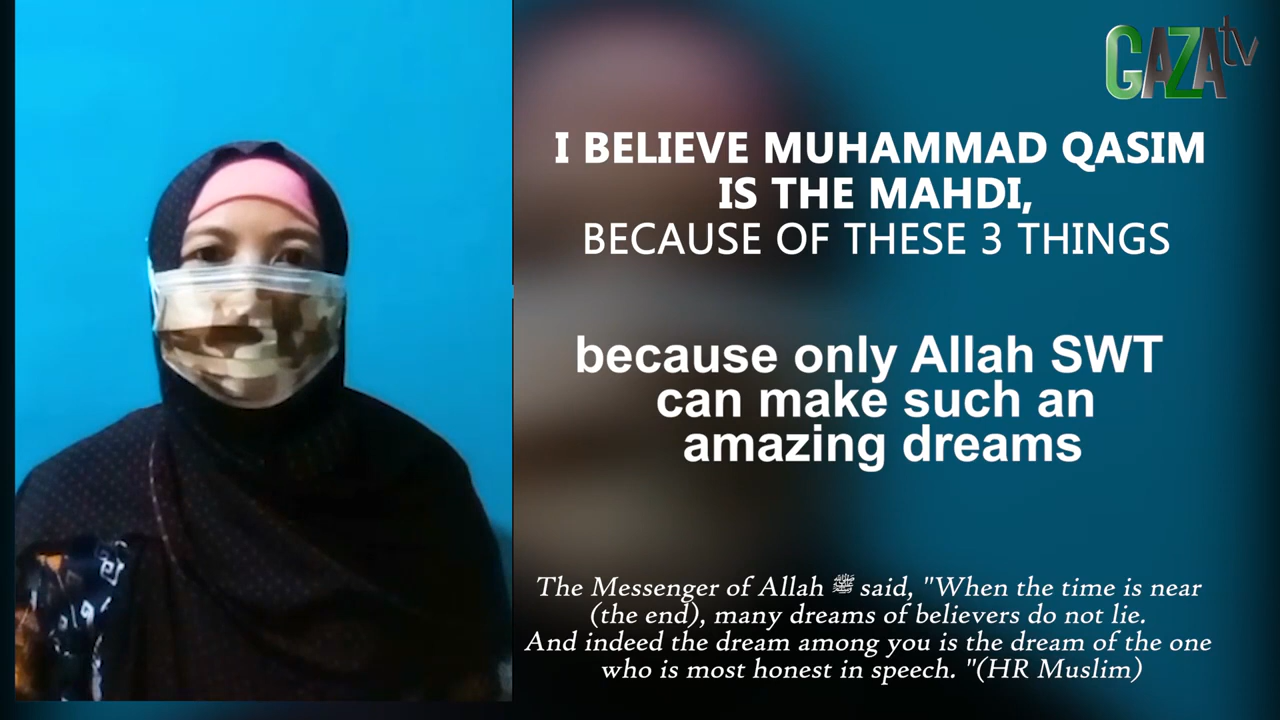 GAZAtv
I BELIEVE MUHAMMAD QASIM
IS THE MAHDI,
BECAUSE OF THESE 3 THINGS
because only Allah SWT
can make such an
amazing dreams
The Messenger of Allah ﷺ said, "When the time is near
(the end), many dreams of believers do not lie.
And indeed the dream among you is the dream of the one
who is most honest in speech. "(HR Muslim)